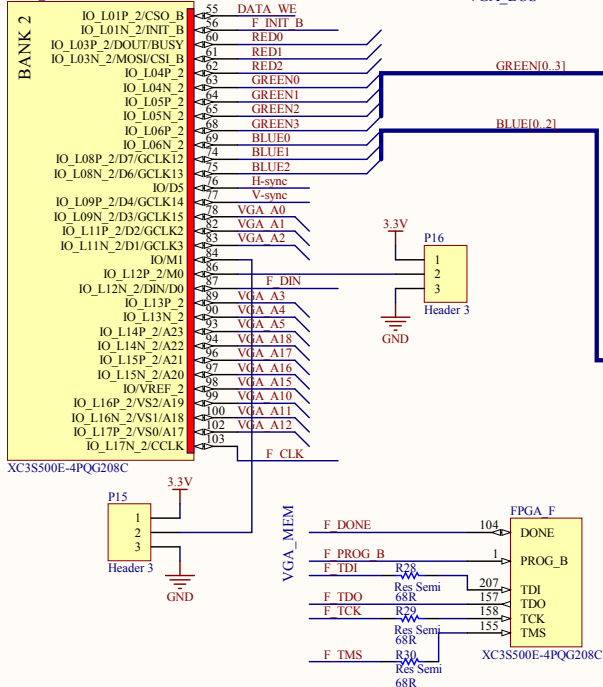 VGA_BUS
BANK 2
IO_L01P_2/CSO_B 55 DATA_WE
IO_L01N_2/INIT_B 56 F_INIT_B
IO_L03P_2/DOUT/BUSY 60 RED0
IO_L03N_2/MOSI/CSI_B 61 RED1
IO_L04P_2 62 RED2
IO_L04N_2 63 GREEN0
IO_L05P_2 64 GREEN1
IO_L05N_2 65 GREEN2
IO_L06P_2 68 GREEN3
IO_L06N_2 69 BLUE0
IO_L08P_2/D7/GCLK12 74 BLUE1
IO_L08N_2/D6/GCLK13 75 BLUE2
IO/D5 76 H-sync
IO_L09P_2/D4/GCLK14 77 V-sync
IO_L09N_2/D3/GCLK15 78 VGA_A0
IO_L11P_2/D2/GCLK2 82 VGA_A1
IO_L11N_2/D1/GCLK3 83 VGA_A2
IO/M1 84
IO_L12P_2/M0 86
IO_L12N_2/DIN/D0 87 F_DIN
IO_L13P_2 89 VGA_A3
IO_L13N_2 90 VGA_A4
IO_L14P_2/A23 93 VGA_A5
IO_L14N_2/A22 94 VGA_A18
IO_L15P_2/A21 96 VGA_A17
IO_L15N_2/A20 97 VGA_A16
IO/VREF_2 98 VGA_A15
IO_L16P_2/VS2/A19 99 VGA_A10
IO_L16N_2/VS1/A18 100 VGA_A11
IO_L17P_2/VS0/A17 102 VGA_A12
IO_L17N_2/CCLK 103 F_CLK
XC3S500E-4PQG208C
GREEN[0..3]
BLUE[0..2]
3.3V
P16
1
2
3
Header 3
GND
3.3V
P15
1
2
3
Header 3
GND
VGA_MEM
FPGA_F
F_DONE 104 DONE
F_PROG_B 1 PROG_B
F_TDI R28 207 TDI
Res Semi
68R
F_TDO 157 TDO
F_TCK R29 158 TCK
Res Semi
68R
155 TMS
F_TMS R30
Res Semi
68R
XC3S500E-4PQG208C